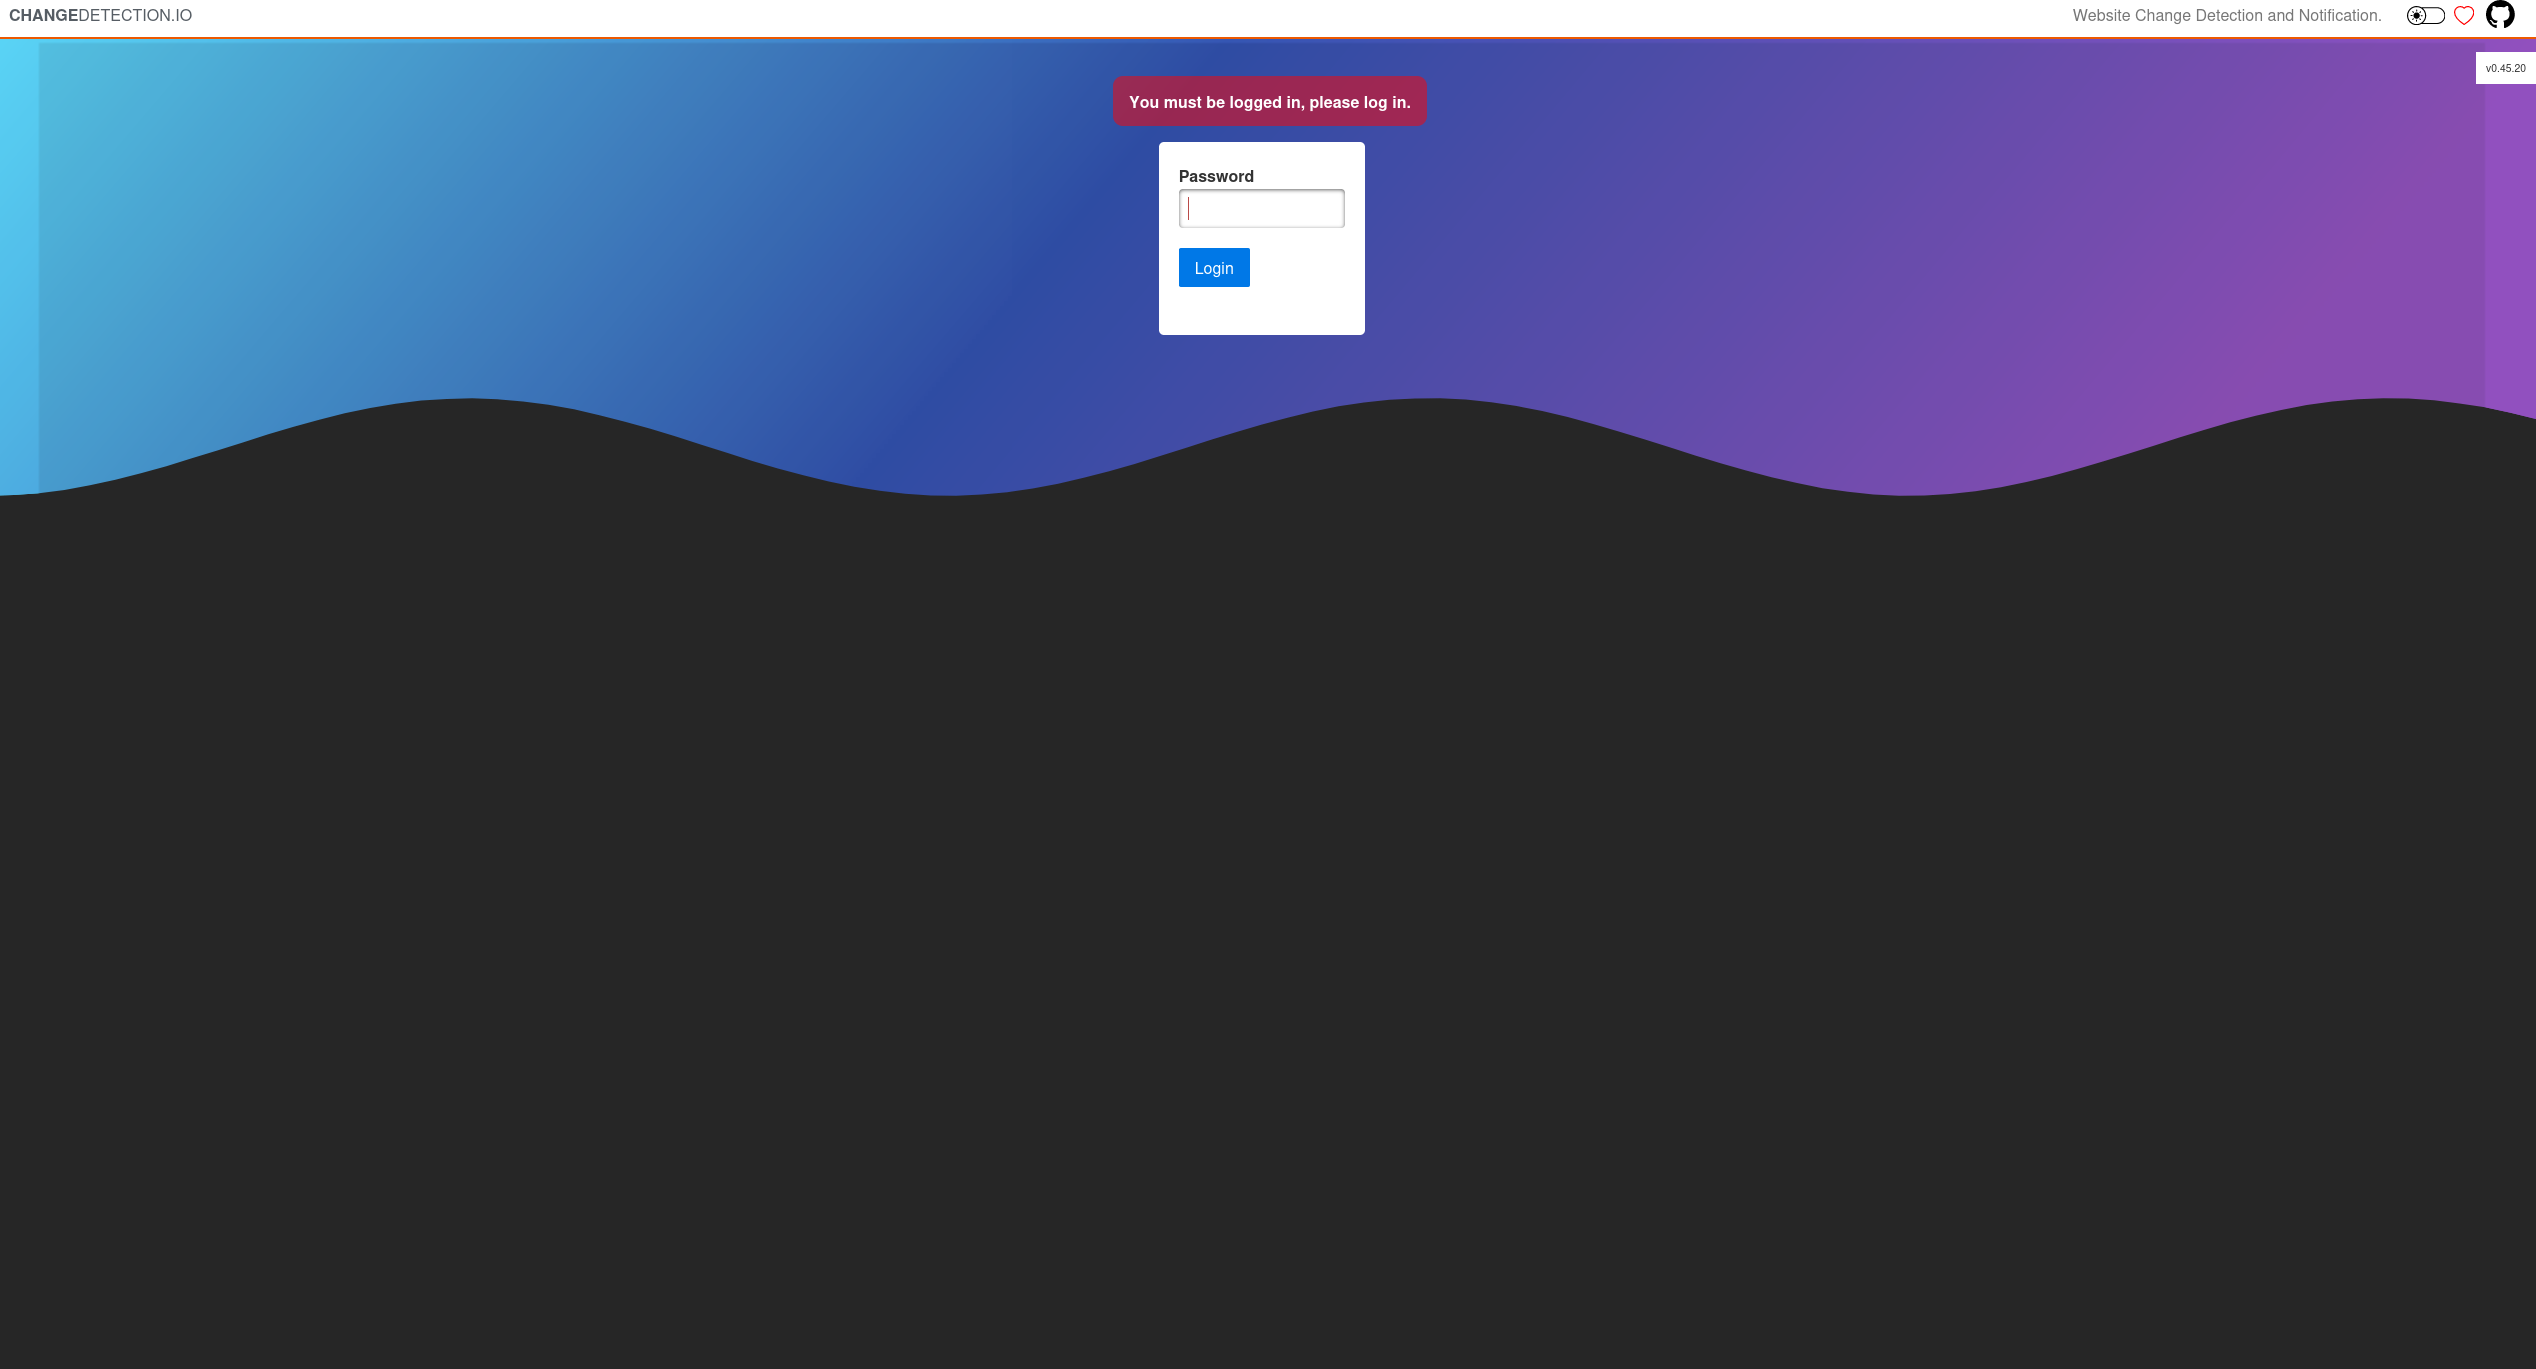 CHANGEDETECTION.IO
Website Change Detection and Notification.
v0.45.20
You must be logged in, please log in.
Password
Login